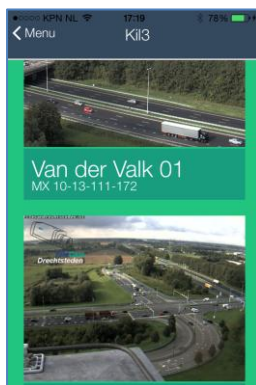 KPN NL 17:19 78%
Menu Kil3
Van der Valk 01
MX 10-13-111-172
Drechtsteden